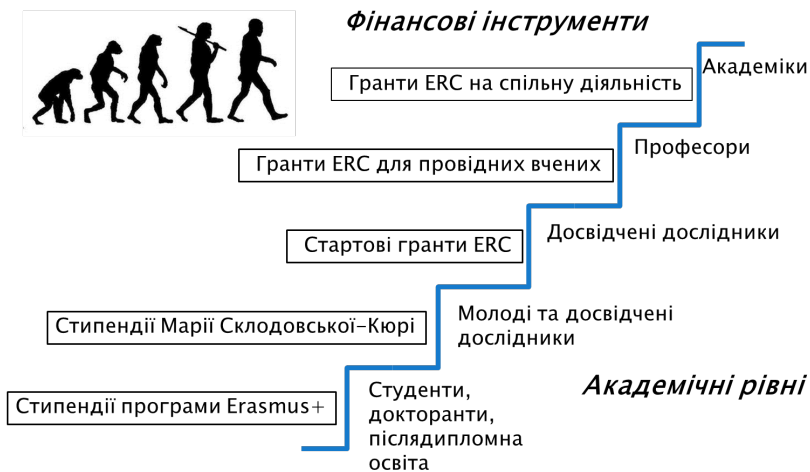 Фінансові інструменти
Академіки
Гранти ERC на спільну діяльність
Професори
Гранти ERC для провідних вчених
Досвідчені дослідники
Стартові гранти ERC
Молоді та досвідчені
дослідники
Стипендії Марії Склодовської-Кюрі
Академічні рівні
Студенти,
докторанти,
післядипломна
освіта
Стипендії програми Erasmus+